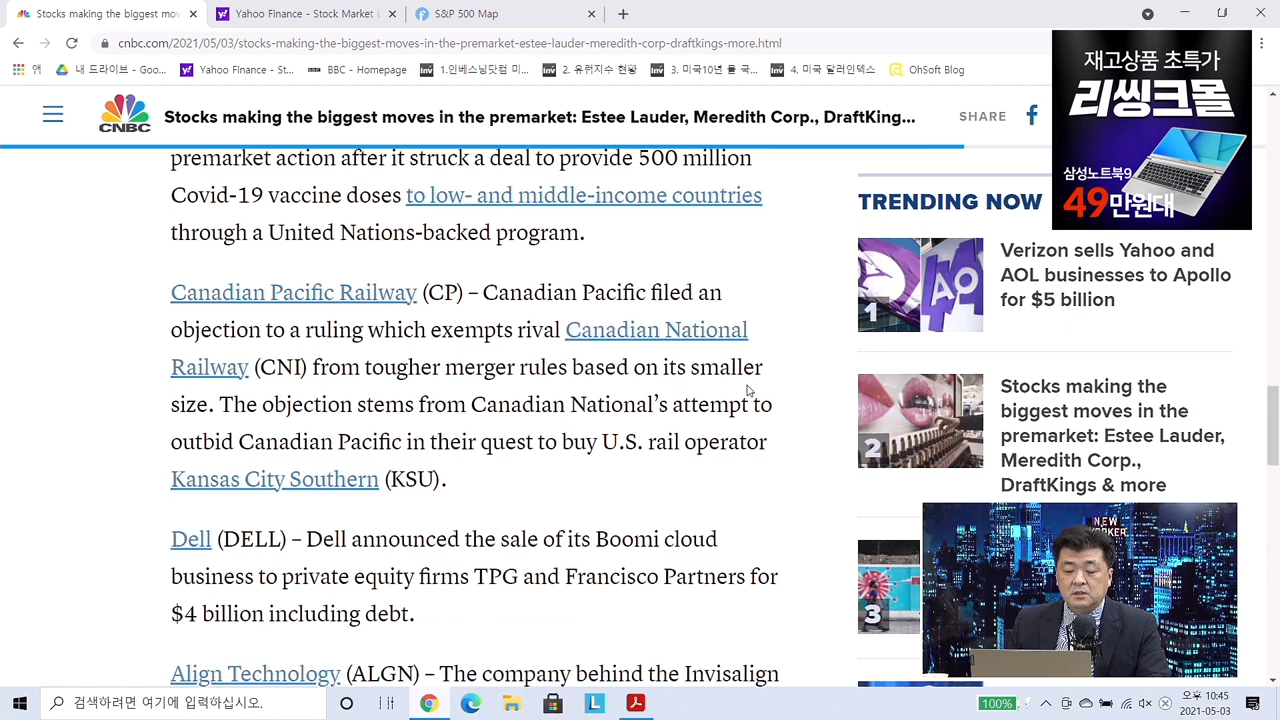 Stocks making the biggest mov
Yahoo Finance - Stock Market L
S&P 500 Map
cnbc.com/2021/05/03/stocks-making-the-biggest-moves-in-the-premarket-estee-lauder-meredith-corp-draftkings-more.html
앱
내 드라이브 - Goo...
Yahoo Finance - St...
BBC - Homepage
3. 미국10년 물 국...
4. 미국 달러인덱스
OhSoft Blog
CNBC
Stocks making the biggest moves in the premarket: Estee Lauder, Meredith Corp., DraftKing...
SHARE
재고상품 초특가
리씽크몰
삼성노트북9
49만원대
premarket action after it struck a deal to provide 500 million
Covid-19 vaccine doses to low- and middle-income countries
through a United Nations-backed program.
Canadian Pacific Railway (CP) – Canadian Pacific filed an
objection to a ruling which exempts rival Canadian National
Railway (CNI) from tougher merger rules based on its smaller
size. The objection stems from Canadian National's attempt to
outbid Canadian Pacific in their quest to buy U.S. rail operator
Kansas City Southern (KSU).
Dell (DELL) – Dell announced the sale of its Boomi cloud
business to private equity firms TPG and Francisco Partners for
$4 billion including debt.
Align Technology (ALGN) – The company behind the Invisalign
TRENDING NOW
1
Verizon sells Yahoo and
AOL businesses to Apollo
for $5 billion
2
Stocks making the
biggest moves in the
premarket: Estee Lauder,
Meredith Corp.,
DraftKings & more
3
NEW
YORKER
검색하려면 여기에 입력하십시오.
100%
오후 10:45
2021-05-03